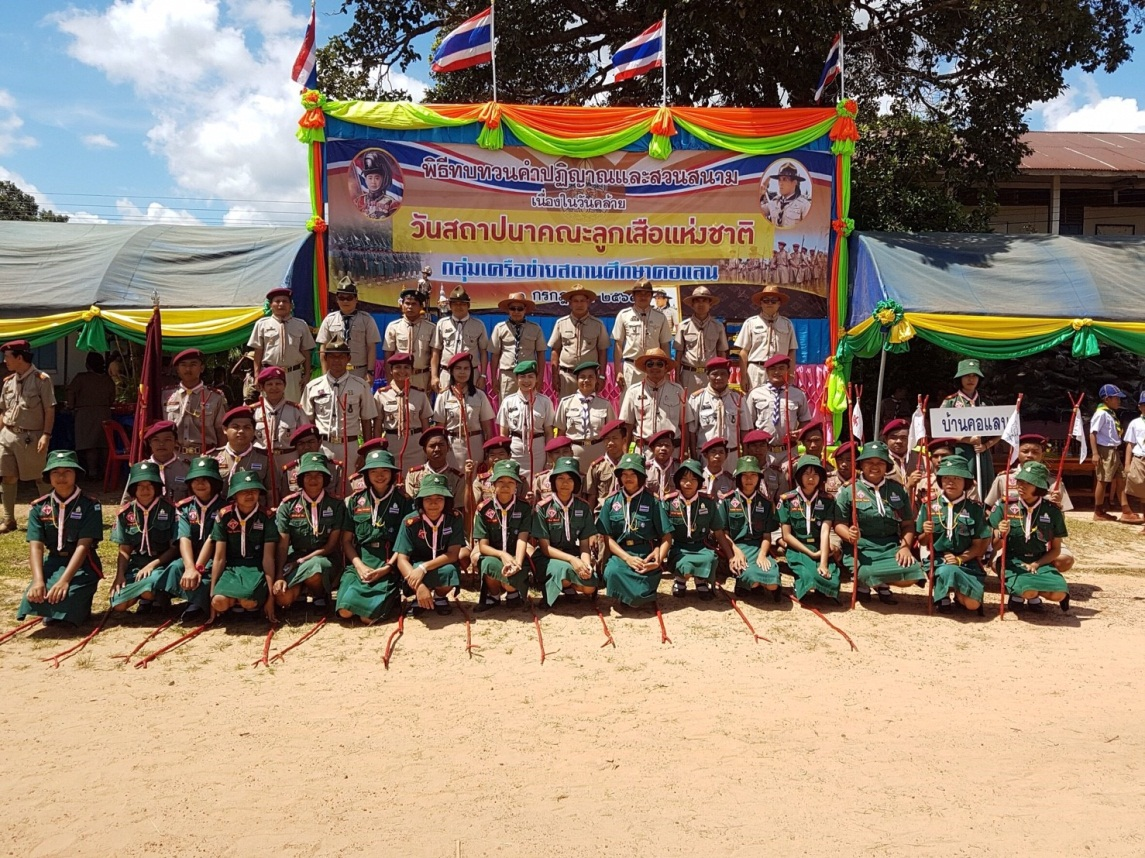 พิธีทบทวนคำปฏิญาณและสวนสนาม
เนื่องในวันคล้าย
วันสถาปนาคณะลูกเสือแห่งชาติ
กลุ่มเครือข่ายสถานศึกษาคอแลน
บ้านคอแลน